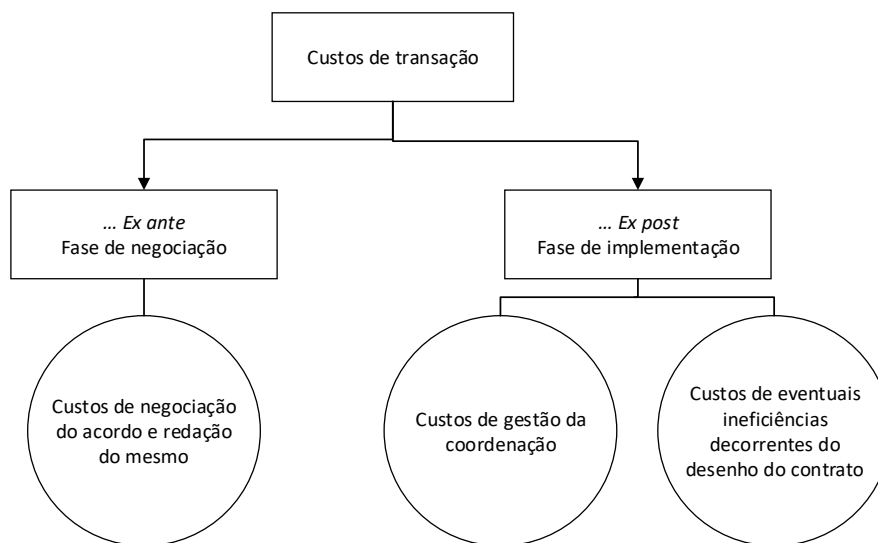 Custos de transação
... Ex ante
Fase de negociação
... Ex post
Fase de implementação
Custos de negociação
do acordo e redação
do mesmo
Custos de gestão da
coordenação
Custos de eventuais
ineficiências
decorrentes do
desenho do contrato